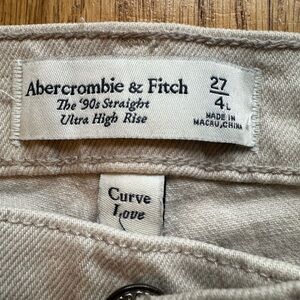 Abercrombie & Fitch
The '90s Straight
Ultra High Rise
27
4L
MADE IN
MACAU, CHINA
Curve
Love